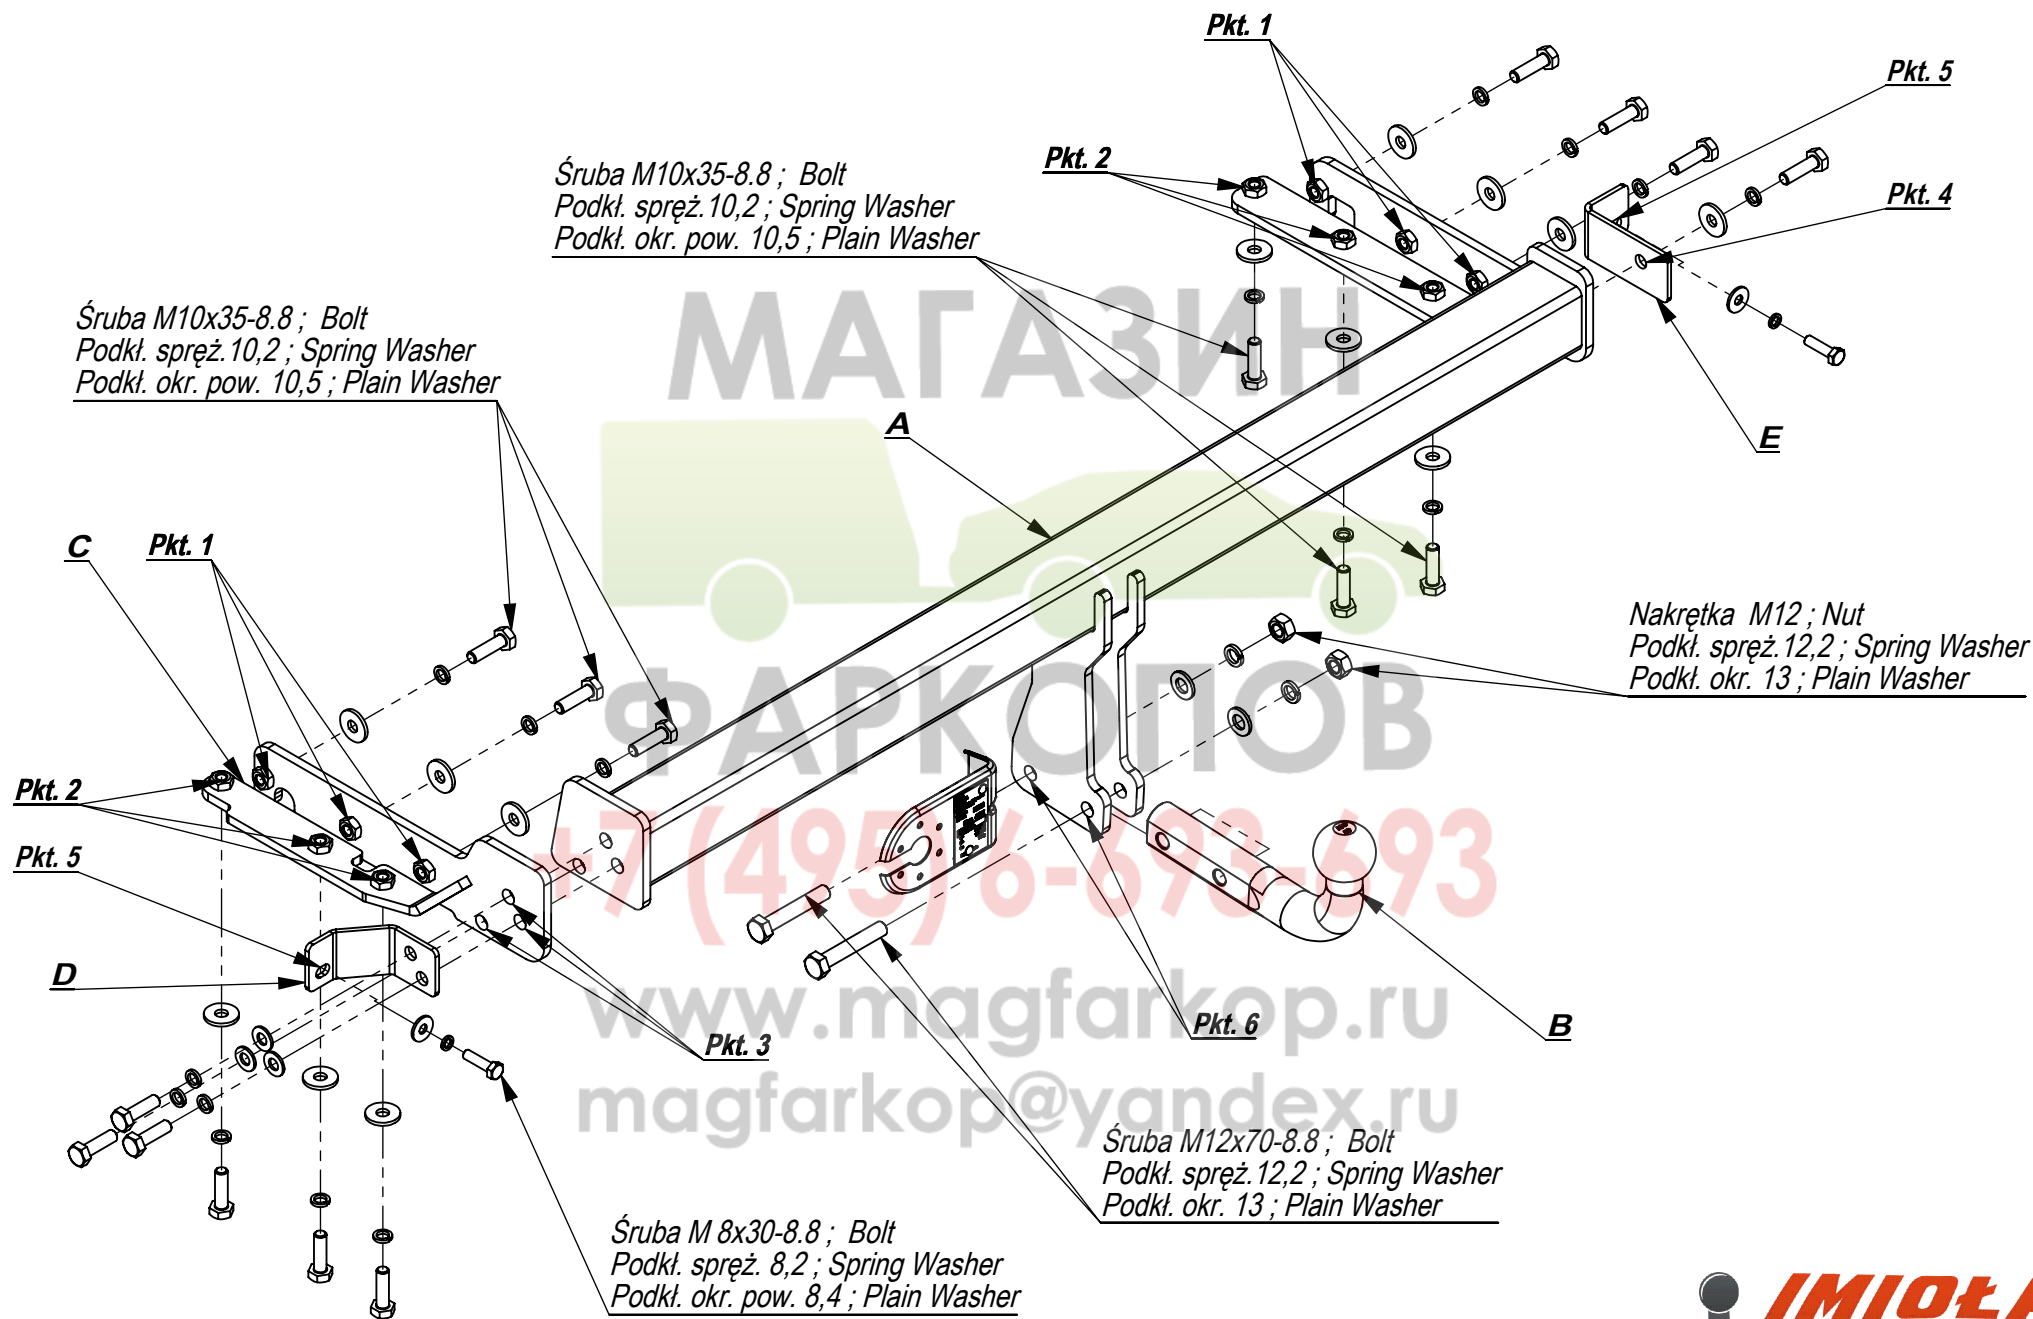 Pkt. 1
Pkt. 5
Śruba M10x35-8.8 ; Bolt
Podkł. spręż.10,2 ; Spring Washer
Podkł. okr. pow. 10,5 ; Plain Washer
Pkt. 2
Pkt. 4
Śruba M10x35-8.8 ; Bolt
Podkł. spręż.10,2 ; Spring Washer
Podkł. okr. pow. 10,5 ; Plain Washer
МАГАЗИН
A
E
C
Pkt. 1
Nakrętka M12 ; Nut
Podkł. spręż.12,2 ; Spring Washer
Podkł. okr. 13 ; Plain Washer
ФАРКОПОВ
Pkt. 2
+7(495)6-693-693
Pkt. 5
D
www.magfarkop.ru
Pkt. 3
Pkt. 6
B
magfarkop@yandex.ru
Śruba M12x70-8.8 ; Bolt
Podkł. spręż.12,2 ; Spring Washer
Podkł. okr. 13 ; Plain Washer
Śruba M 8x30-8.8 ; Bolt
Podkł. spręż. 8,2 ; Spring Washer
Podkł. okr. pow. 8,4 ; Plain Washer
IMIOŁA